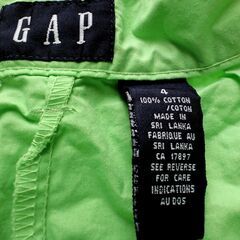 GAP
4
100% COTTON
/COTON
MADE IN
SRI LANKA
FABRIQUE AU
SRI LANKA
CA 17897
SEE REVERSE
FOR CARE
INDICATIONS
AU DOS